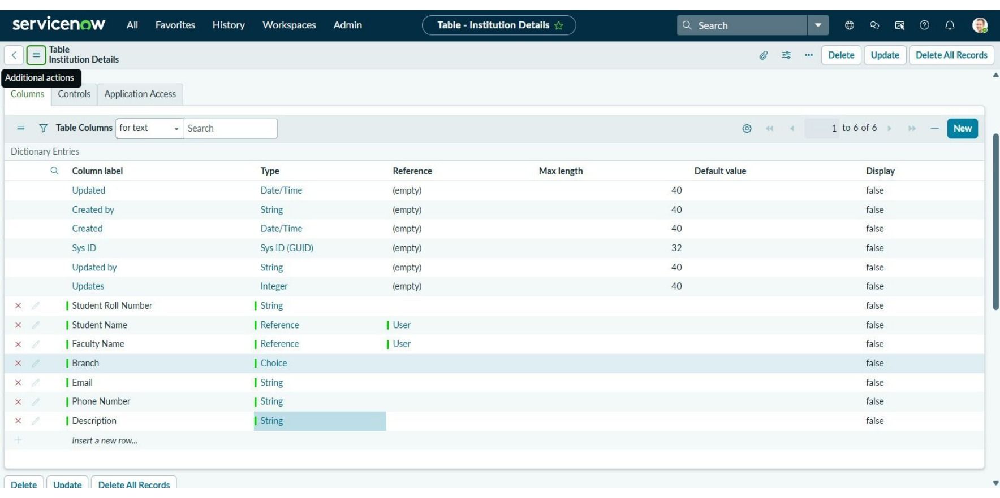 servicenow All Favorites History Workspaces Admin Table - Institution Details Search
Table
Institution Details
Delete Update Delete All Records
Additional actions
Columns Controls Application Access
Table Columns for text Search 1 to 6 of 6 New
Dictionary Entries
Column label Type Reference Max length Default value Display
Updated Date/Time (empty) 40 false
Created by String (empty) 40 false
Created Date/Time (empty) 40 false
Sys ID Sys ID (GUID) (empty) 32 false
Updated by String (empty) 40 false
Updates Integer (empty) 40 false
Student Roll Number String false
Student Name Reference User false
Faculty Name Reference User false
Branch Choice false
Email String false
Phone Number String false
Description String false
Insert a new row...
Delete Update Delete All Records